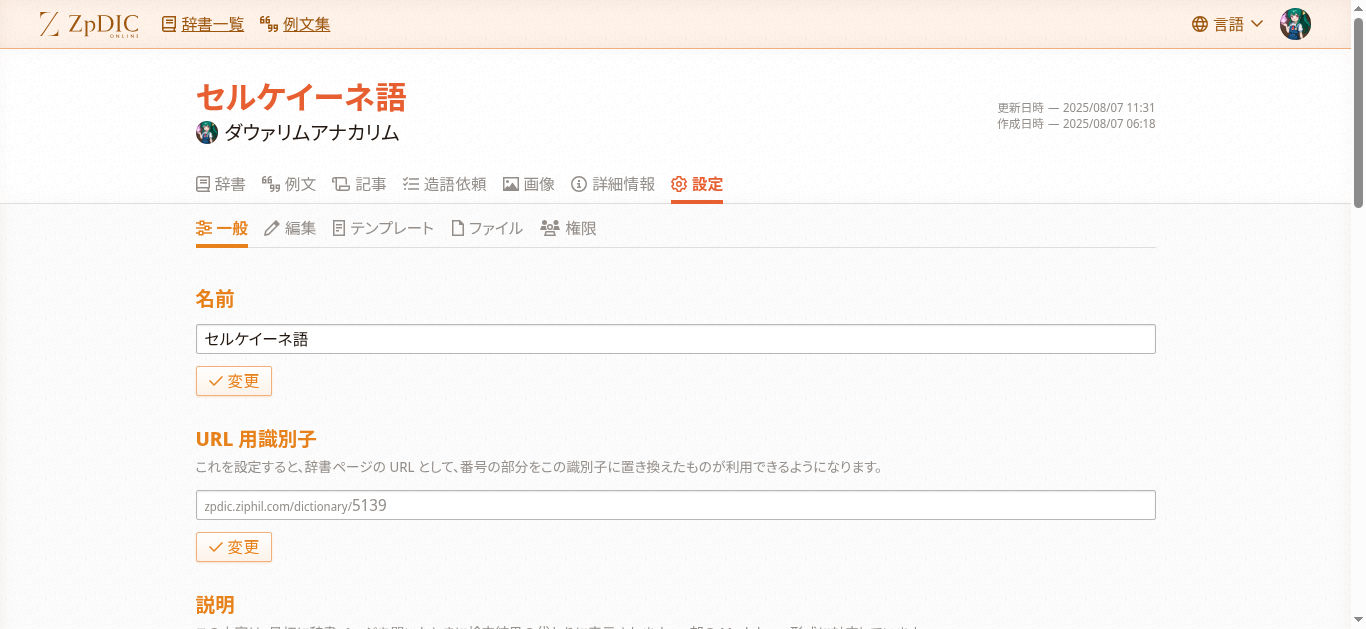 ZpDIC ONLINE 辞書一覧 例文集 言語
セルケイーネ語
ダウァリムアナカリム
更新日時 — 2025/08/07 11:31
作成日時 — 2025/08/07 06:18
辞書 例文 記事 造語依頼 画像 詳細情報 設定
一般 編集 テンプレート ファイル 権限
名前
セルケイーネ語
変更
URL 用識別子
これを設定すると、辞書ページの URL として、番号の部分をこの識別子に置き換えたものが利用できるようになります。
zpdic.ziphil.com/dictionary/5139
変更
説明